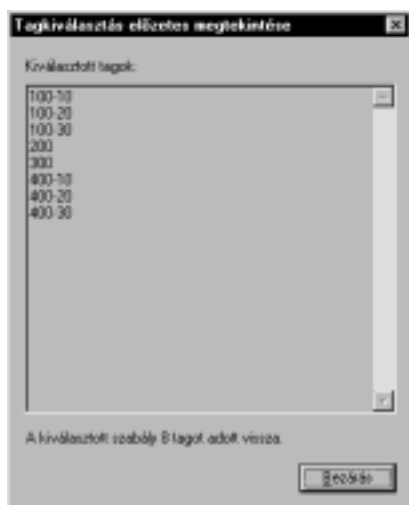 Tagkiválasztás előzetes megtekintése
Kiválasztott tagok:
100-10
100-20
100-30
200
300
400-10
400-20
400-30
A kiválasztott szabály 8 tagot adott vissza.
Bezárás